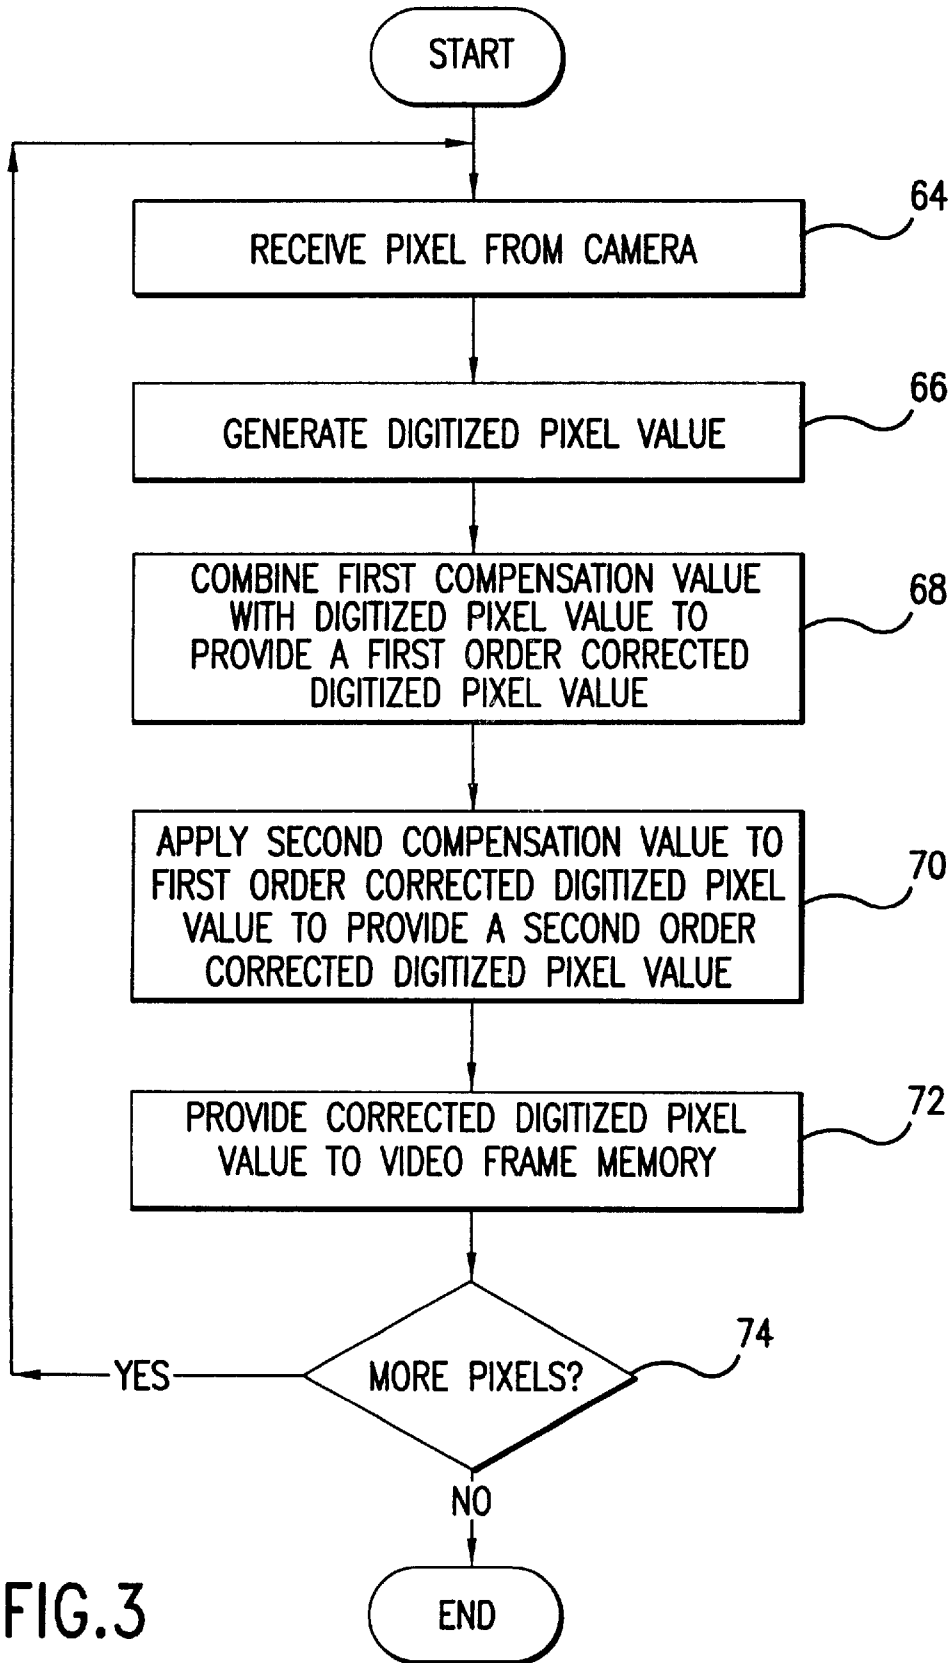 START
64
RECEIVE PIXEL FROM CAMERA
66
GENERATE DIGITIZED PIXEL VALUE
68
COMBINE FIRST COMPENSATION VALUE
WITH DIGITIZED PIXEL VALUE TO
PROVIDE A FIRST ORDER CORRECTED
DIGITIZED PIXEL VALUE
70
APPLY SECOND COMPENSATION VALUE TO
FIRST ORDER CORRECTED DIGITIZED PIXEL
VALUE TO PROVIDE A SECOND ORDER
CORRECTED DIGITIZED PIXEL VALUE
72
PROVIDE CORRECTED DIGITIZED PIXEL
VALUE TO VIDEO FRAME MEMORY
74
YES
MORE PIXELS?
NO
END
FIG.3